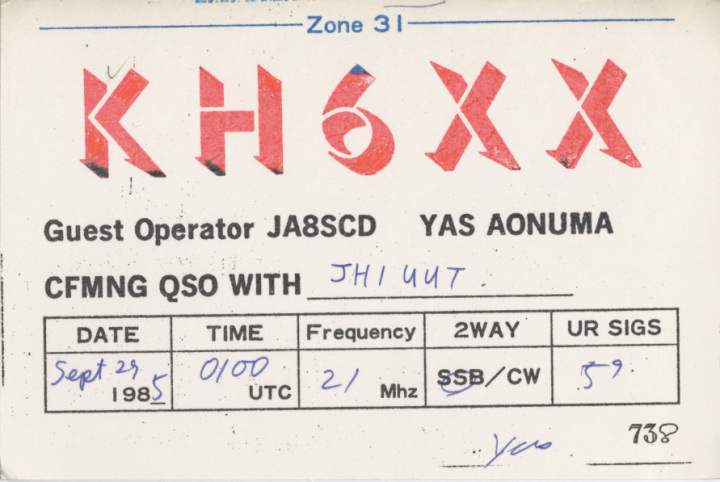 Zone 31
KH6XX
Guest Operator JA8SCD YAS AONUMA
CFMNG QSO WITH JH1UUT
DATE TIME Frequency 2WAY UR SIGS
Sept 29 1985 0100 UTC 21 Mhz SSB/CW 59
738
Yas